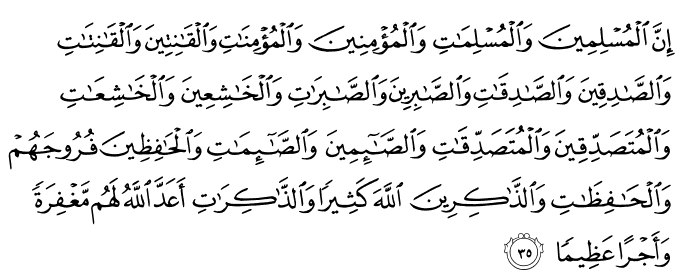 إِنَّ ٱلْمُسْلِمِينَ وَٱلْمُسْلِمَٰتِ وَٱلْمُؤْمِنِينَ وَٱلْمُؤْمِنَٰتِ وَٱلْقَٰنِتِينَ وَٱلْقَٰنِتَٰتِ
وَٱلصَّٰدِقِينَ وَٱلصَّٰدِقَٰتِ وَٱلصَّٰبِرِينَ وَٱلصَّٰبِرَٰتِ وَٱلْخَٰشِعِينَ وَٱلْخَٰشِعَٰتِ
وَٱلْمُتَصَدِّقِينَ وَٱلْمُتَصَدِّقَٰتِ وَٱلصَّٰٓئِمِينَ وَٱلصَّٰٓئِمَٰتِ وَٱلْحَٰفِظِينَ فُرُوجَهُمْ
وَٱلْحَٰفِظَٰتِ وَٱلذَّٰكِرِينَ ٱللَّهَ كَثِيرًا وَٱلذَّٰكِرَٰتِ أَعَدَّ ٱللَّهُ لَهُم مَّغْفِرَةً
وَأَجْرًا عَظِيمًا ٣٥